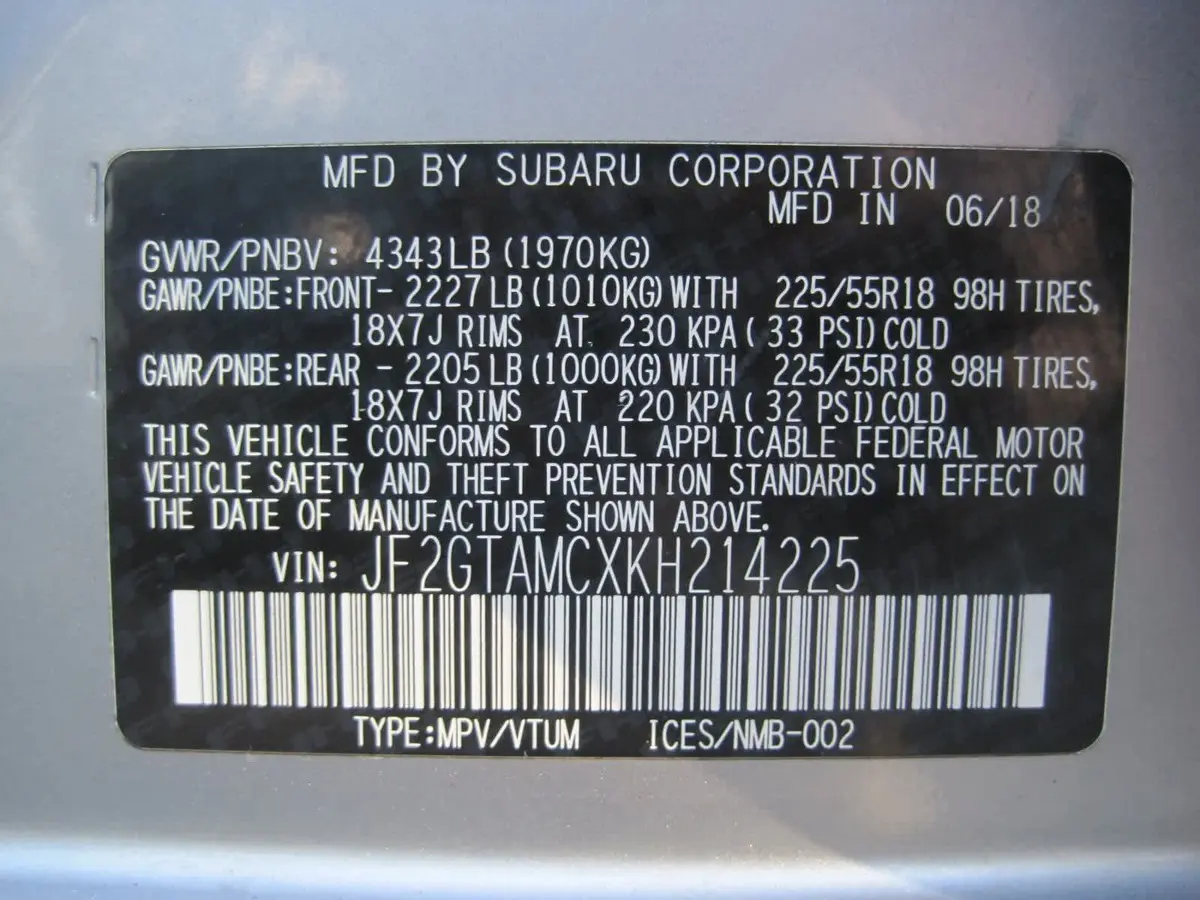 MFD BY SUBARU CORPORATION
MFD IN 06/18
GVWR/PNBV: 4343LB (1970KG)
GAWR/PNBE:FRONT- 2227LB (1010KG) WITH 225/55R18 98H TIRES,
18X7J RIMS AT 230 KPA ( 33 PSI) COLD
GAWR/PNBE:REAR - 2205LB (1000KG) WITH 225/55R18 98H TIRES,
18X7J RIMS AT 220 KPA ( 32 PSI) COLD
THIS VEHICLE CONFORMS TO ALL APPLICABLE FEDERAL MOTOR
VEHICLE SAFETY AND THEFT PREVENTION STANDARDS IN EFFECT ON
THE DATE OF MANUFACTURE SHOWN ABOVE.
VIN: JF2GTAMCXKH214225
TYPE:MPV/VTUM ICES/NMB-002